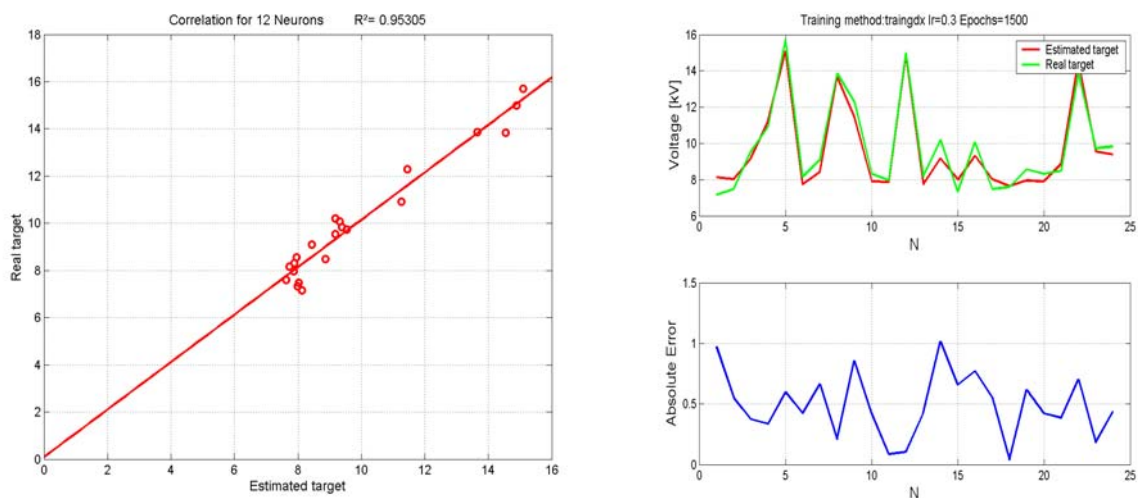 Correlation for 12 Neurons R²= 0.95305
Real target
18
16
14
12
10
8
6
4
2
0
0 2 4 6 8 10 12 14 16
Estimated target
Training method:traingdx lr=0.3 Epochs=1500
Voltage [kV]
16
14
12
10
8
6
Estimated target
Real target
0 5 10 15 20 25
N
Absolute Error
1.5
1
0.5
0
0 5 10 15 20 25
N